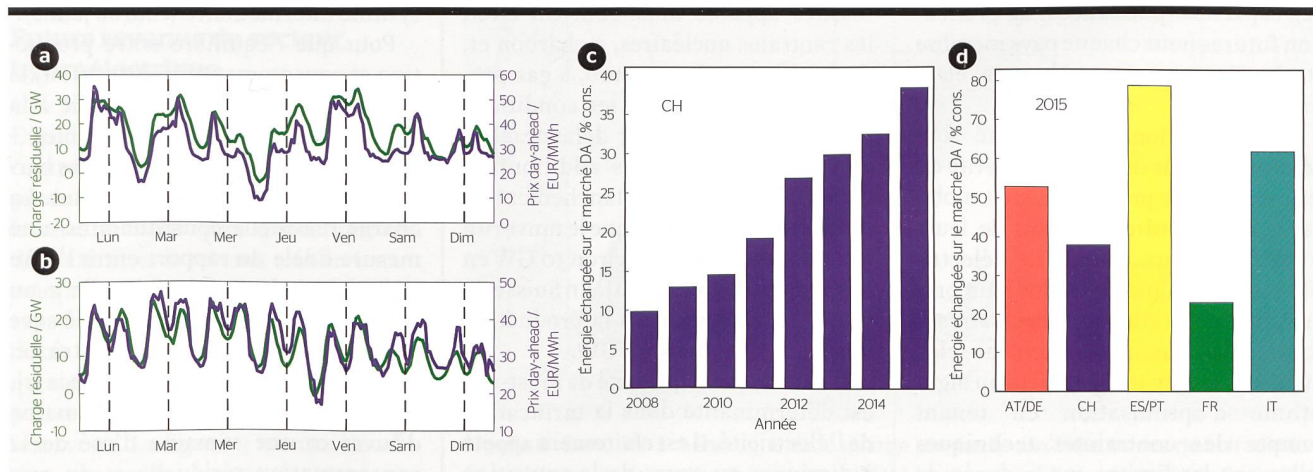 a
Charge résiduelle / GW
40
30
20
10
0
-10
-20
Lun Mar Mer Jeu Ven Sam Dim
60
50
40
30
20
10
0
Prix day-ahead /
EUR/MWh
b
Charge résiduelle / GW
30
20
10
0
-10
Lun Mar Mer Jeu Ven Sam Dim
50
40
30
20
10
Prix day-ahead /
EUR/MWh
c
Energie échangée sur le marché DA / % cons.
40
35
30
25
20
15
10
5
0
CH
2008 2010 2012 2014
Année
d
Energie échangée sur le marché DA / % cons.
80
70
60
50
40
30
20
10
0
2015
AT/DE CH ES/PT FR IT